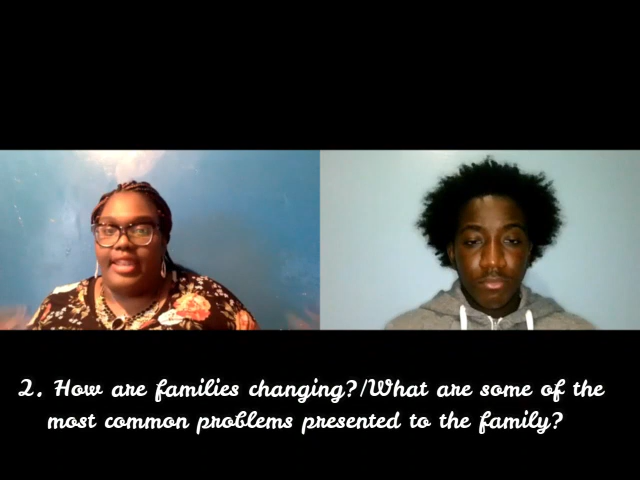 2. How are families changing?/What are some of the
most common problems presented to the family?